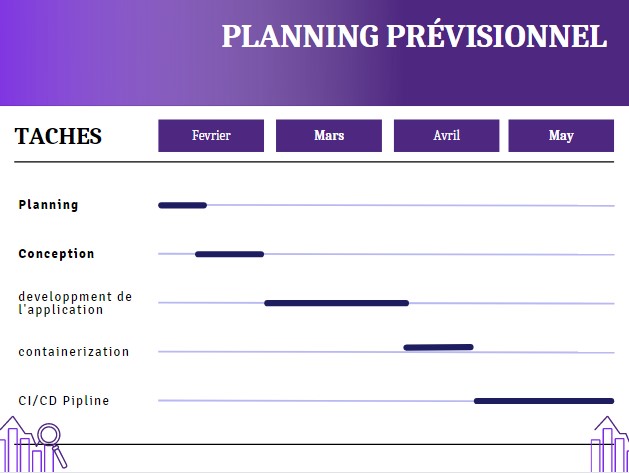 PLANNING PRÉVISIONNEL
TACHES Fevrier Mars Avril May
Planning
Conception
developpment de
l'application
containerization
CI/CD Pipline